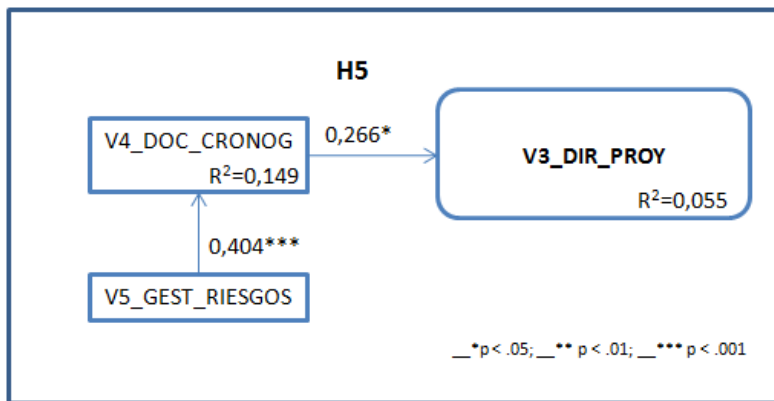 H5
V4_DOC_CRONOG
R²=0,149
0,266*
V3_DIR_PROY
R²=0,055
0,404***
V5_GEST_RIESGOS
__*p < .05; __** p < .01; __*** p < .001